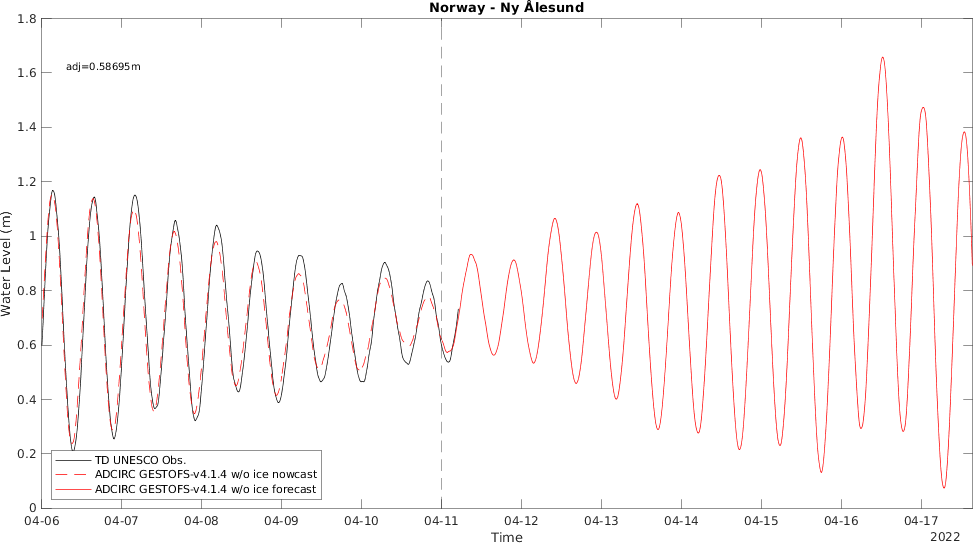 Norway - Ny Ålesund
1.8
1.6
1.4
1.2
1
0.8
0.6
0.4
0.2
0
Water Level (m)
adj=0.58695m
TD UNESCO Obs.
ADCIRC GESTOFS-v4.1.4 w/o ice nowcast
ADCIRC GESTOFS-v4.1.4 w/o ice forecast
04-06 04-07 04-08 04-09 04-10 04-11 04-12 04-13 04-14 04-15 04-16 04-17
Time
2022